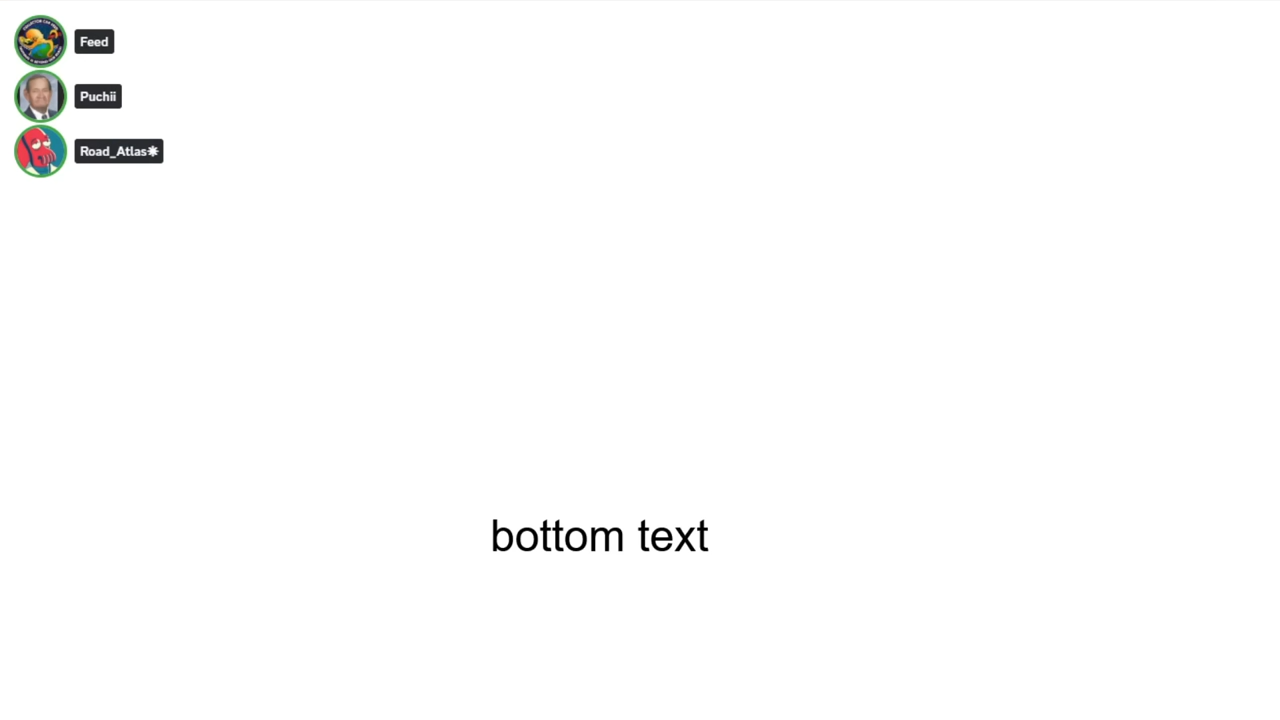 Feed
Puchii
Road_Atlas✷
bottom text